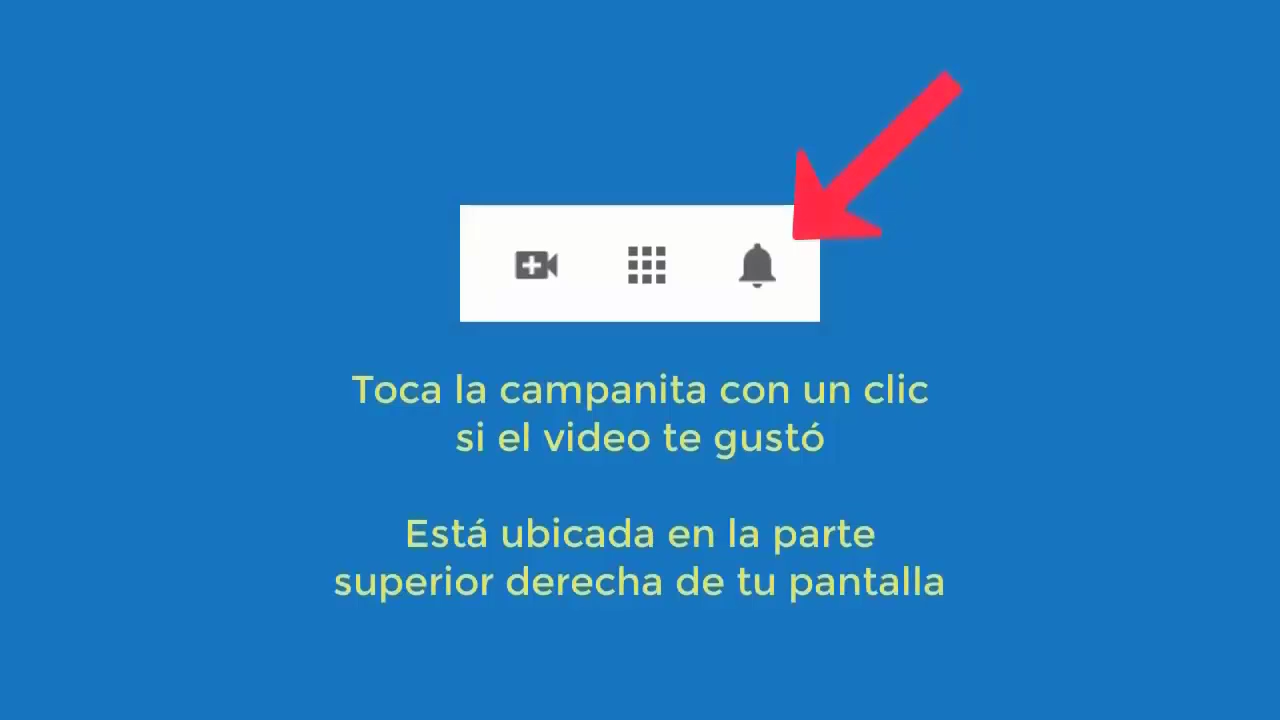 Toca la campanita con un clic
si el video te gustó
Está ubicada en la parte
superior derecha de tu pantalla